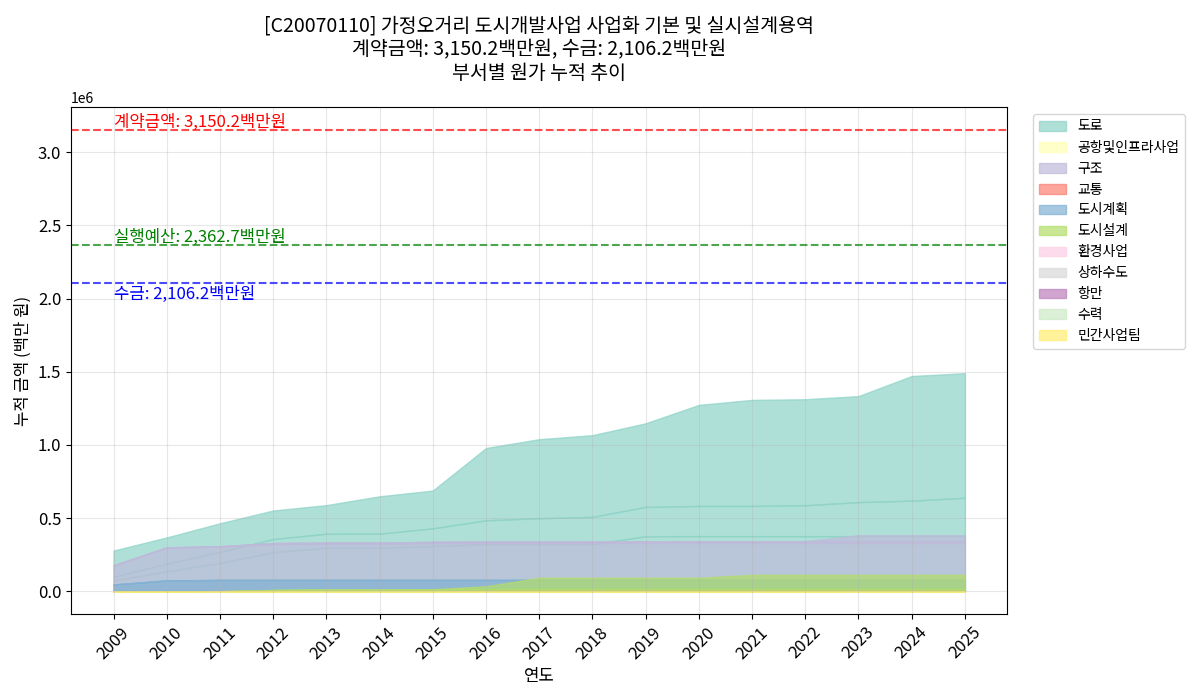 [C20070110] 가정오거리 도시개발사업 사업화 기본 및 실시설계용역
계약금액: 3,150.2백만원, 수금: 2,106.2백만원
부서별 원가 누적 추이
1e6
계약금액: 3,150.2백만원
실행예산: 2,362.7백만원
수금: 2,106.2백만원
3.0
2.5
2.0
1.5
1.0
0.5
0.0
누적 금액 (백만 원)
2009
2010
2011
2012
2013
2014
2015
2016
2017
2018
2019
2020
2021
2022
2023
2024
2025
연도
도로
공항및인프라사업
구조
교통
도시계획
도시설계
환경사업
상하수도
항만
수력
민간사업팀